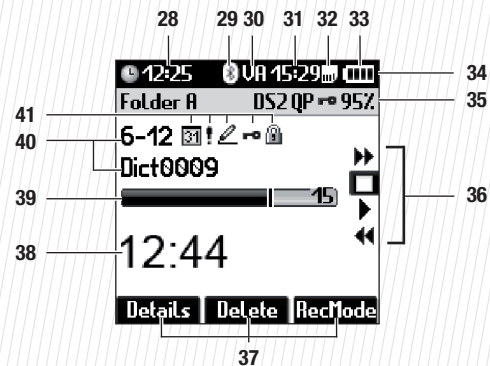 28 29 30 31 32 33
12:25 VA 15:29 34
Folder A DS2 QP 95% 35
41
40 6-12 31 !
Dict0009
39 15 36
38 12:44
Details Delete RecMode
37